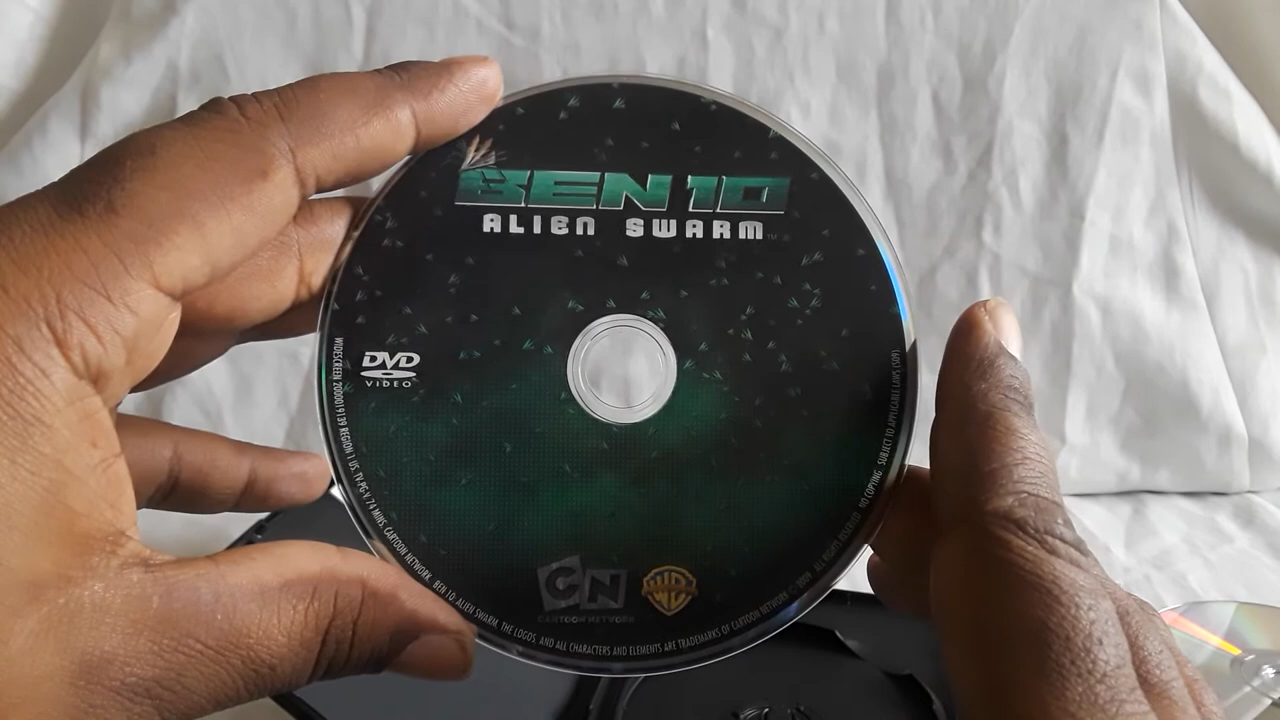 BEN 10
ALIEN SWARM™
DVD
VIDEO
CN
CARTOON NETWORK
WB
WIDESCREEN 2000019139 REGION 1 US. TV-PG-V 74 MINS. CARTOON NETWORK. BEN 10: ALIEN SWARM, THE LOGOS, AND ALL CHARACTERS AND ELEMENTS ARE TRADEMARKS OF CARTOON NETWORK © 2009. ALL RIGHTS RESERVED. NO COPYING. SUBJECT TO APPLICABLE LAWS (S09)